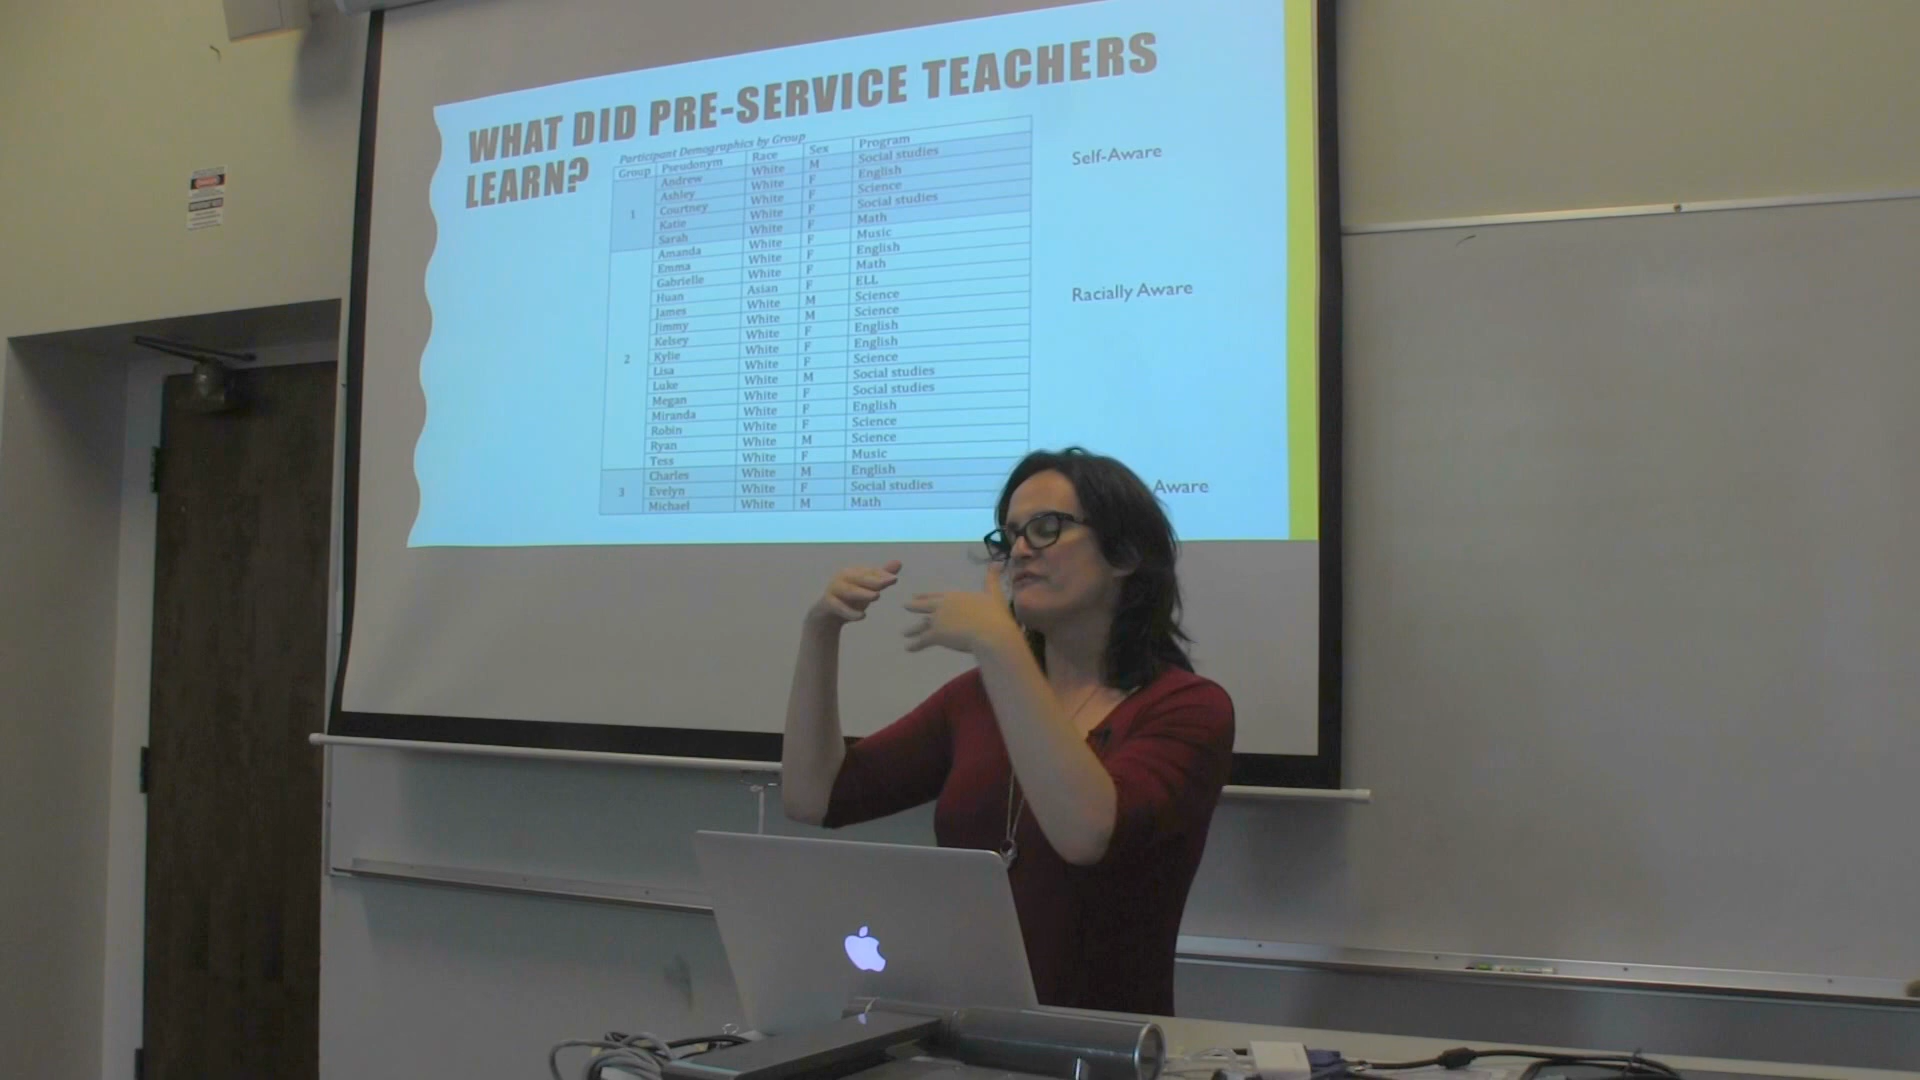 WHAT DID PRE-SERVICE TEACHERS
LEARN?
Participant Demographics by Group
Group Pseudonym Race Sex Program
Andrew White M Social studies
Ashley White F English
1 Courtney White F Science
Katie White F Social studies
Sarah White F Math
Amanda White F Music
Emma White F English
Gabrielle White F Math
Huan Asian F ELL
James White M Science
Jimmy White M Science
Kelsey White F English
2 Kylie White F English
Lisa White F Science
Luke White M Social studies
Megan White F Social studies
Miranda White F English
Robin White F Science
Ryan White M Science
Tess White F Music
Charles White M English
3 Evelyn White F Social studies
Michael White M Math
Self-Aware
Racially Aware
Aware